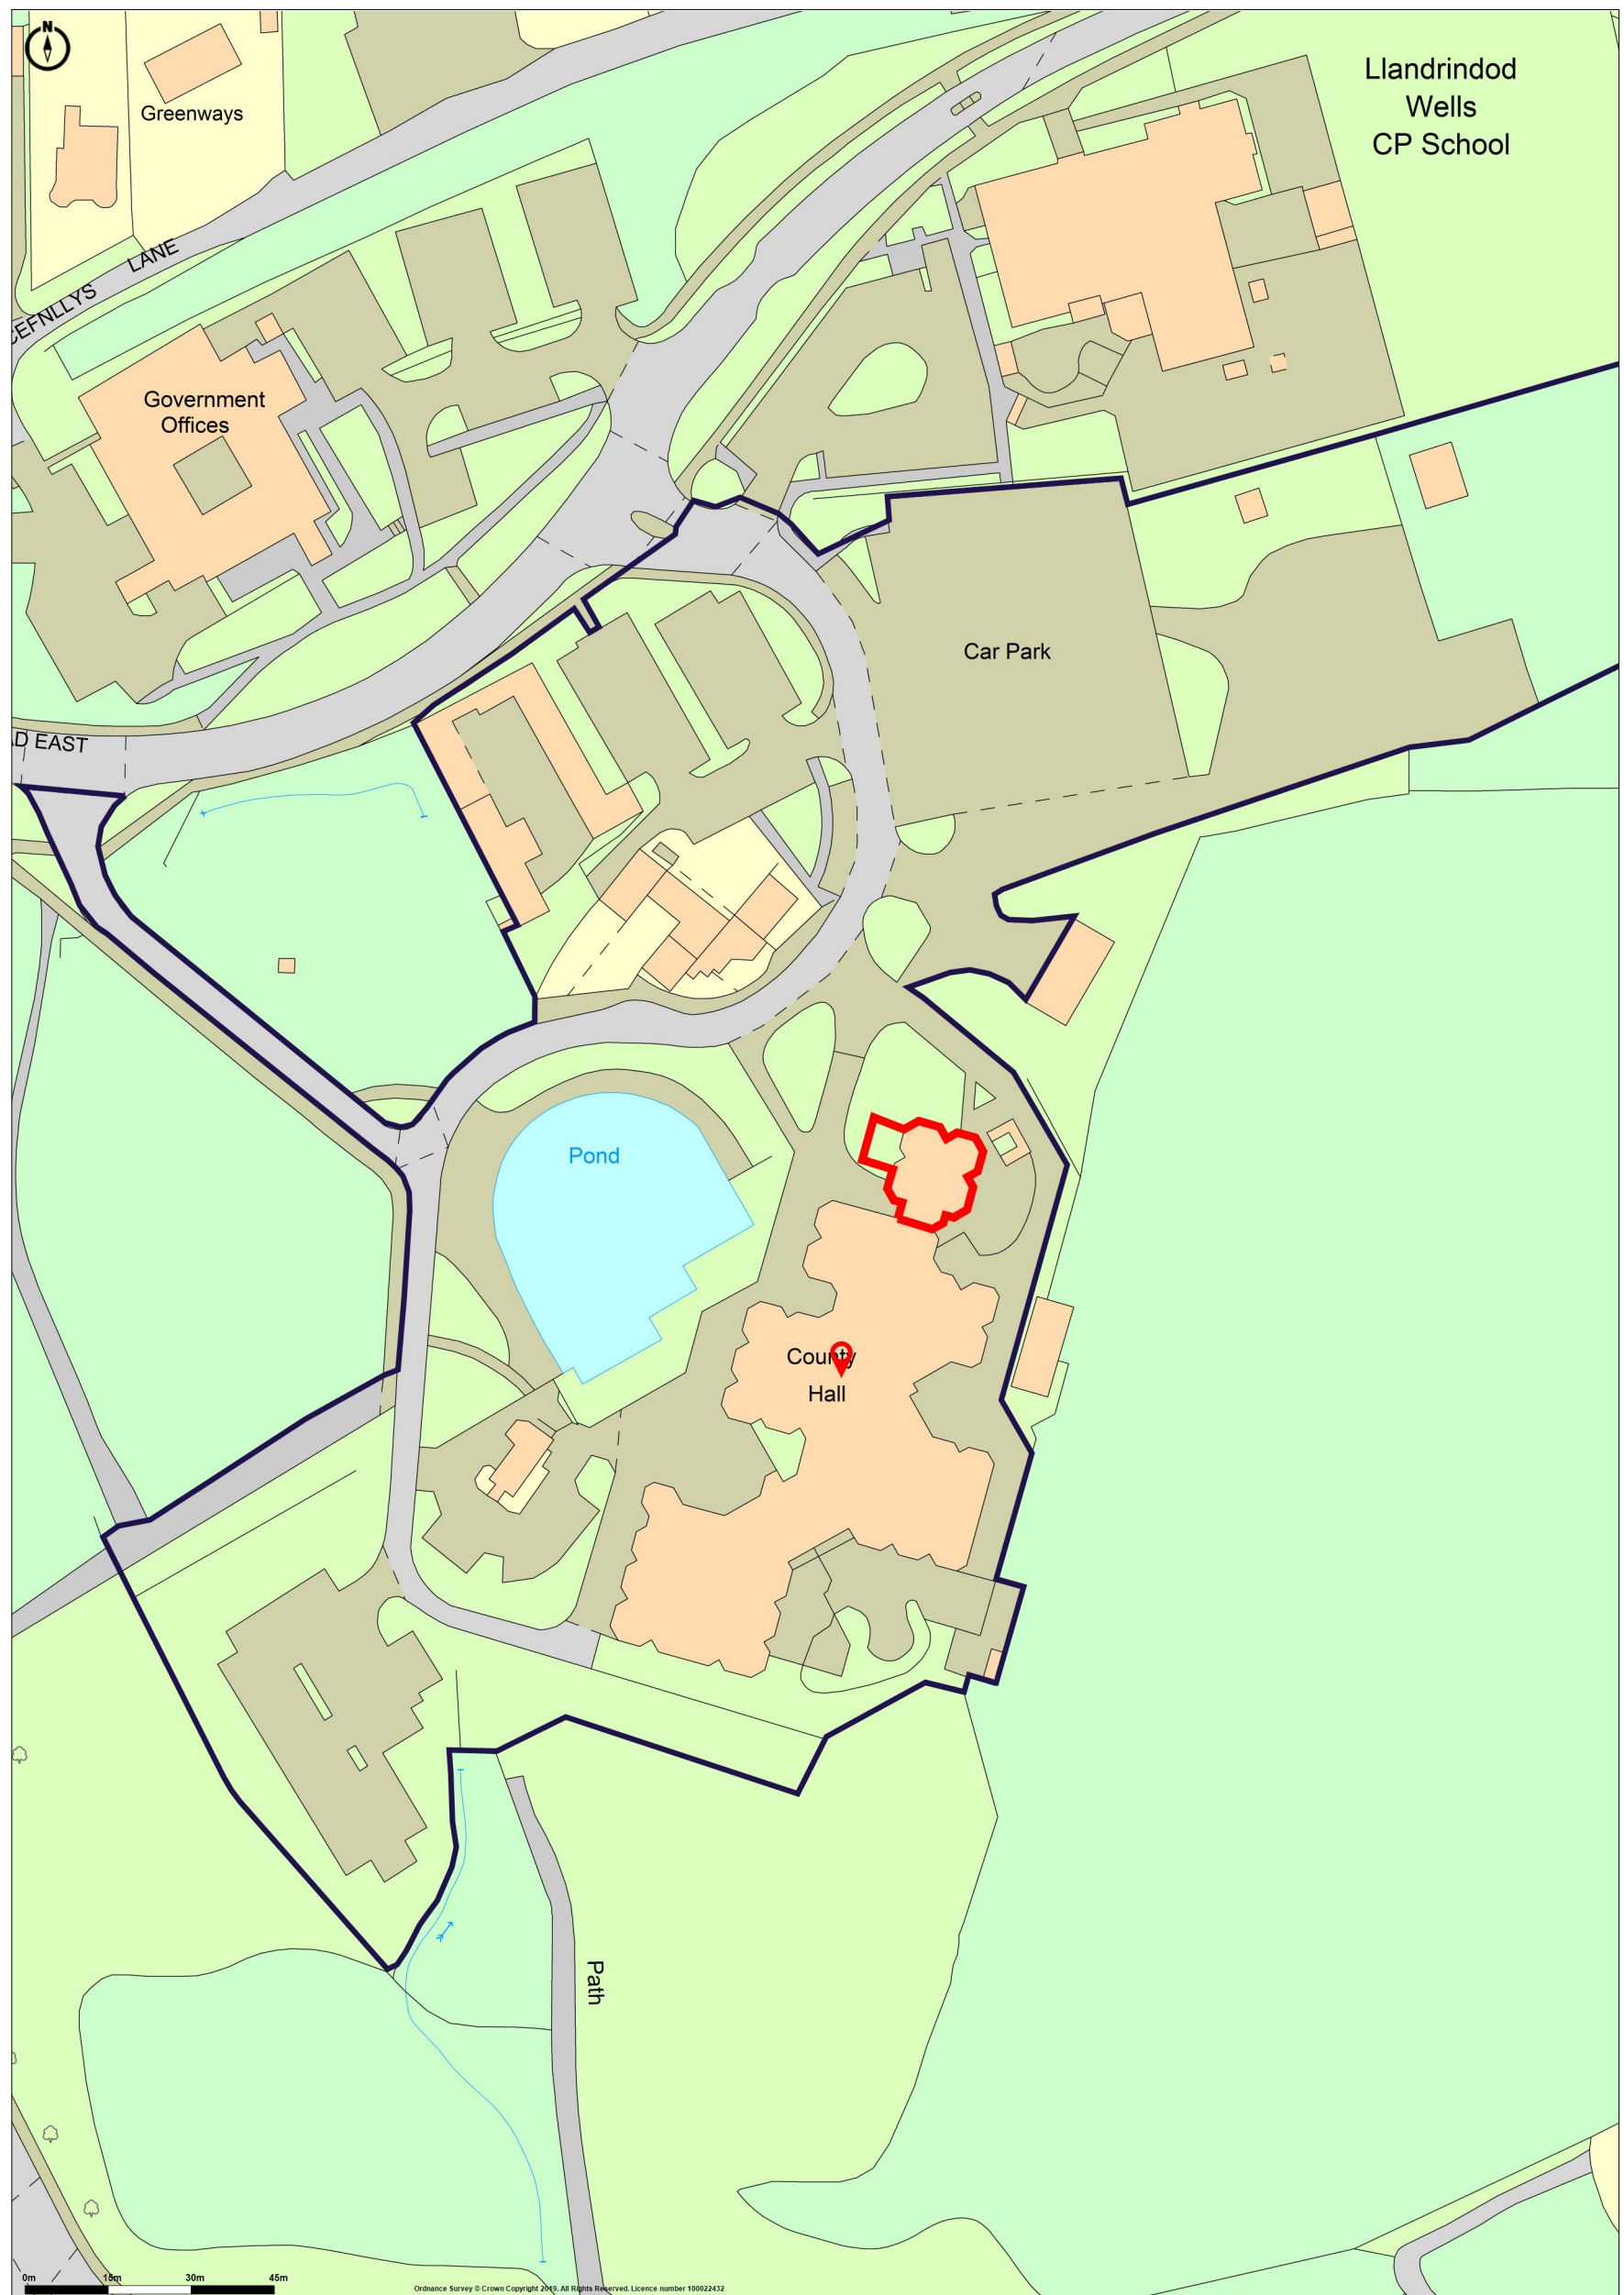 N
Llandrindod
Wells
CP School
Greenways
CEFNLLYS LANE
Government
Offices
Car Park
D EAST
Pond
County
Hall
Path
0m 15m 30m 45m
Ordnance Survey © Crown Copyright 2019. All Rights Reserved. Licence number 100022432